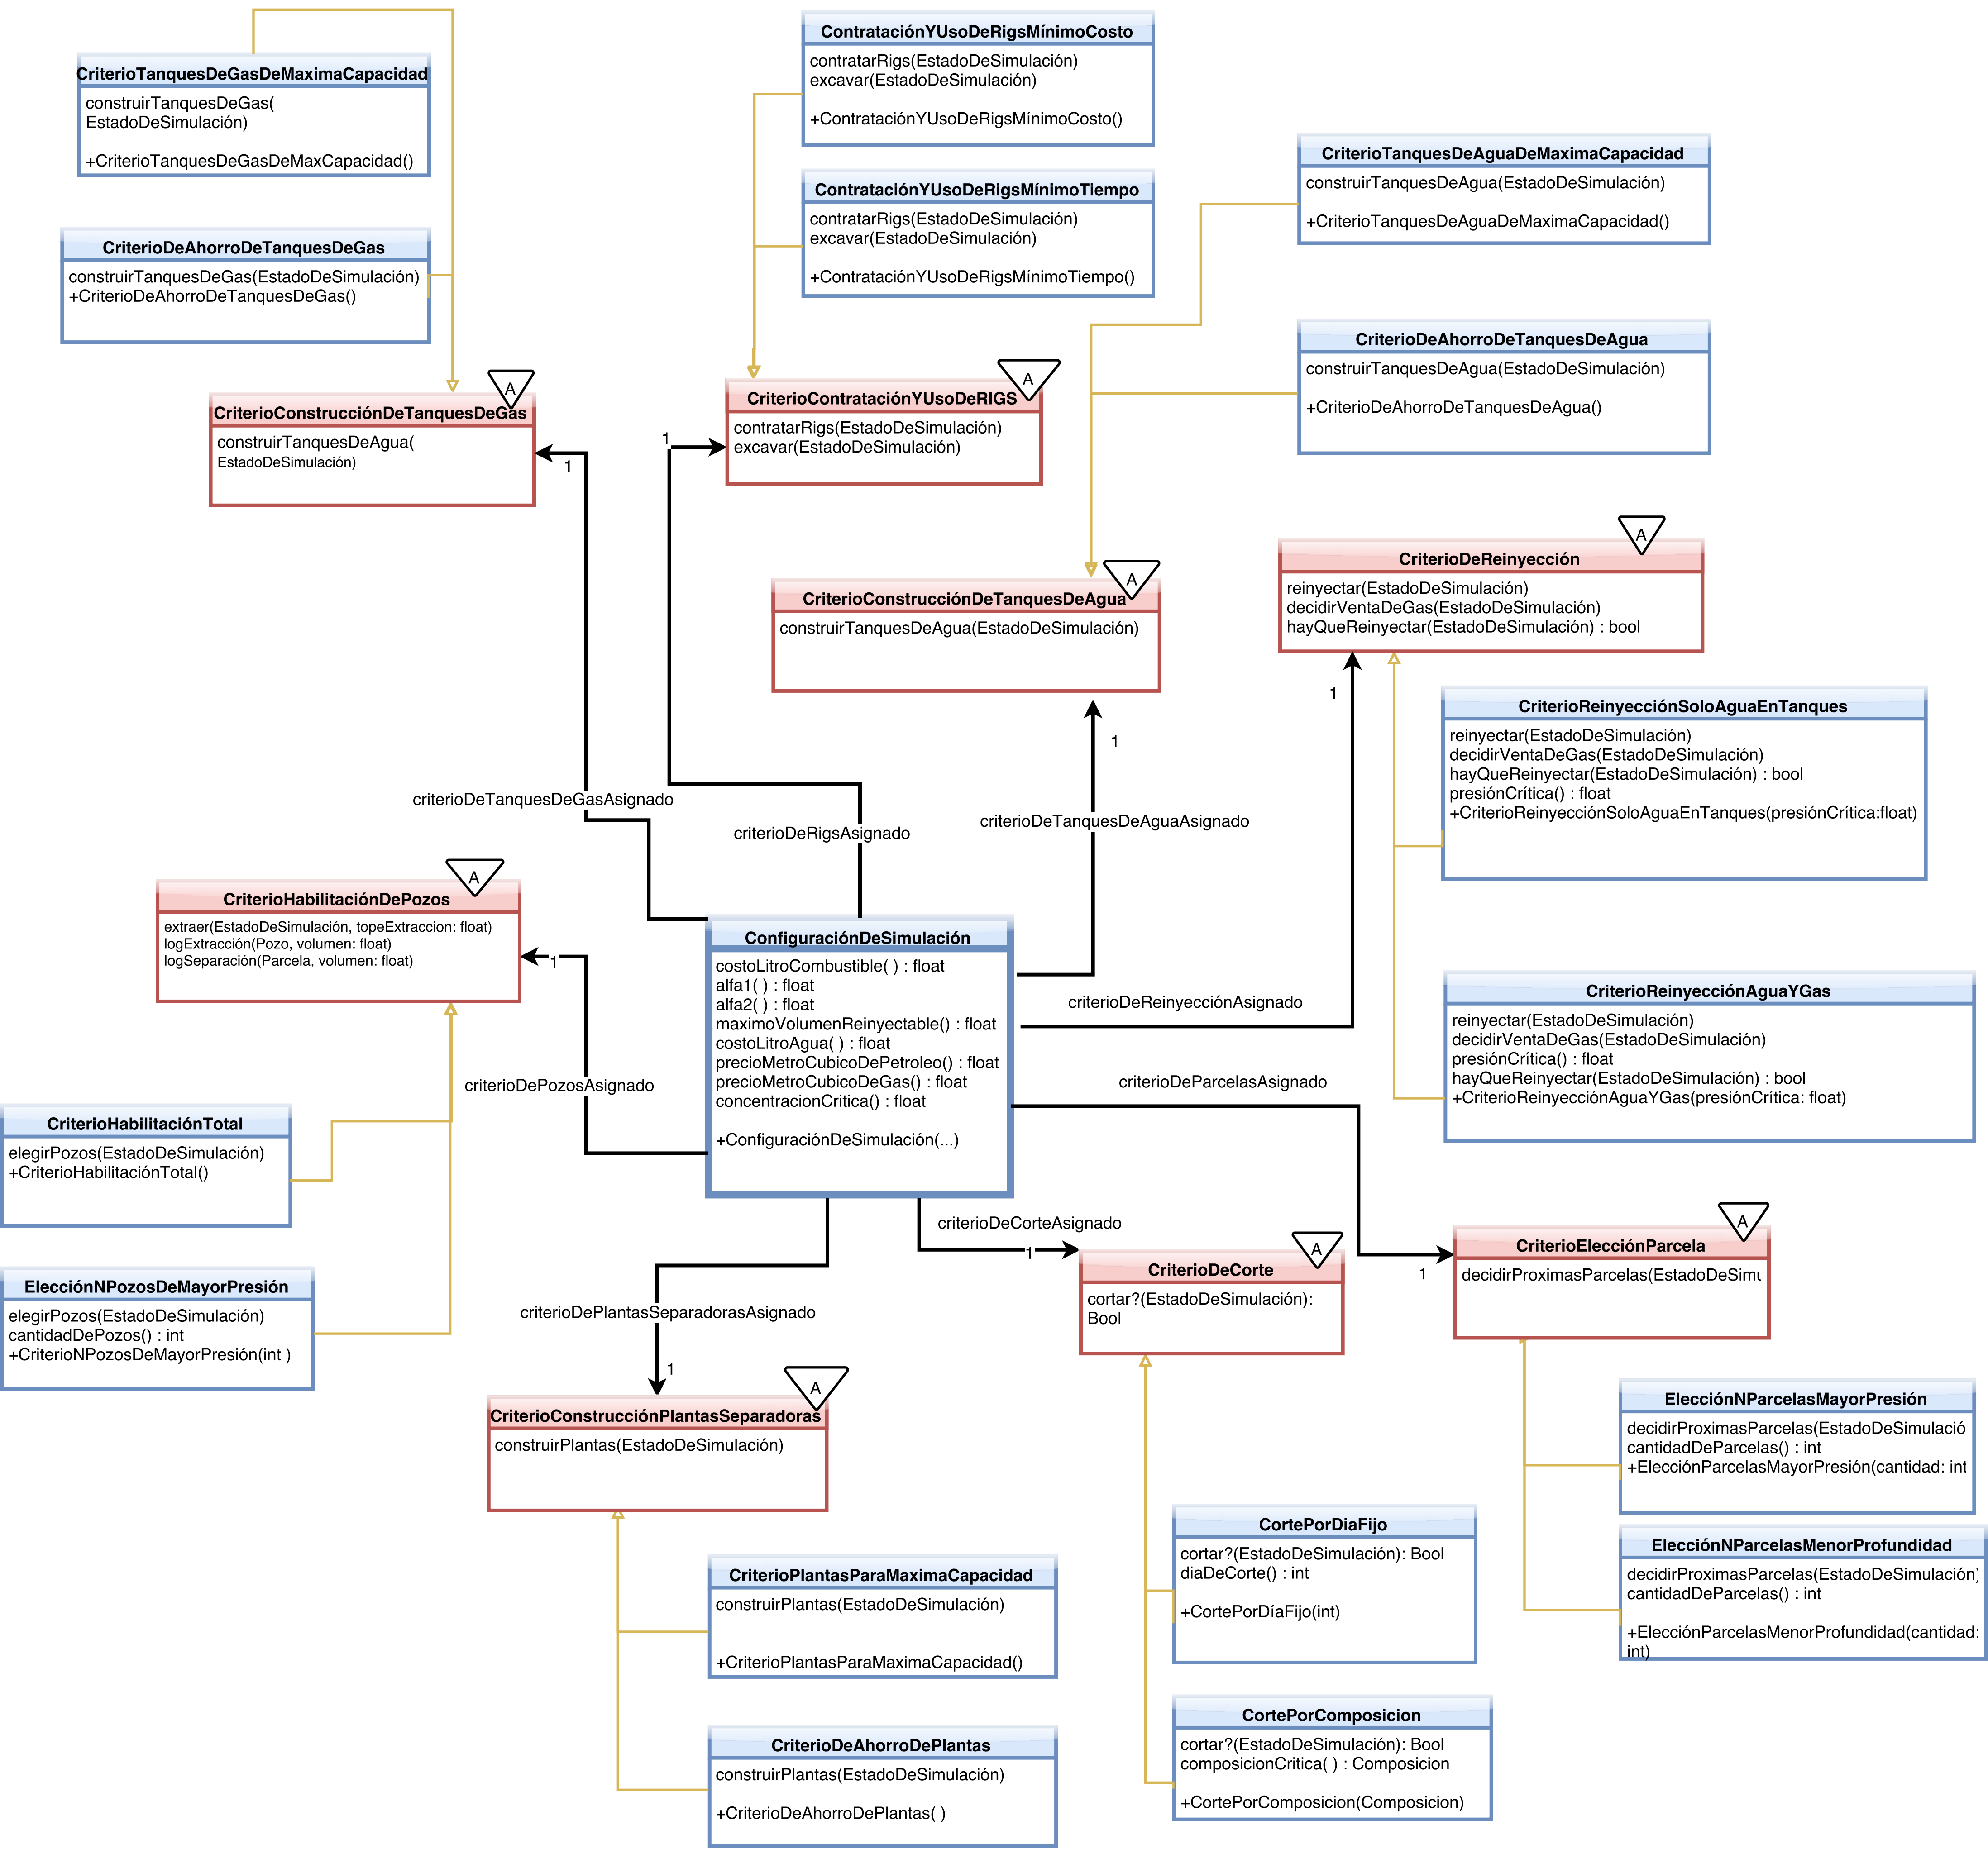 CriterioTanquesDeGasDeMaximaCapacidad
construirTanquesDeGas(
EstadoDeSimulación)
+CriterioTanquesDeGasDeMaxCapacidad()
CriterioDeAhorroDeTanquesDeGas
construirTanquesDeGas(EstadoDeSimulación)
+CriterioDeAhorroDeTanquesDeGas()
ContrataciónYUsoDeRigsMínimoCosto
contratarRigs(EstadoDeSimulación)
excavar(EstadoDeSimulación)
+ContrataciónYUsoDeRigsMínimoCosto()
ContrataciónYUsoDeRigsMínimoTiempo
contratarRigs(EstadoDeSimulación)
excavar(EstadoDeSimulación)
+ContrataciónYUsoDeRigsMínimoTiempo()
CriterioTanquesDeAguaDeMaximaCapacidad
construirTanquesDeAgua(EstadoDeSimulación)
+CriterioTanquesDeAguaDeMaximaCapacidad()
CriterioDeAhorroDeTanquesDeAgua
construirTanquesDeAgua(EstadoDeSimulación)
+CriterioDeAhorroDeTanquesDeAgua()
A
CriterioConstrucciónDeTanquesDeGas
construirTanquesDeAgua(
EstadoDeSimulación)
1
A
CriterioContrataciónYUsoDeRIGS
contratarRigs(EstadoDeSimulación)
excavar(EstadoDeSimulación)
1
A
CriterioConstrucciónDeTanquesDeAgua
construirTanquesDeAgua(EstadoDeSimulación)
1
A
CriterioDeReinyección
reinyectar(EstadoDeSimulación)
decidirVentaDeGas(EstadoDeSimulación)
hayQueReinyectar(EstadoDeSimulación) : bool
1
CriterioReinyecciónSoloAguaEnTanques
reinyectar(EstadoDeSimulación)
decidirVentaDeGas(EstadoDeSimulación)
hayQueReinyectar(EstadoDeSimulación) : bool
presiónCrítica() : float
+CriterioReinyecciónSoloAguaEnTanques(presiónCrítica:float)
criterioDeTanquesDeGasAsignado
criterioDeRigsAsignado
criterioDeTanquesDeAguaAsignado
A
CriterioHabilitaciónDePozos
extraer(EstadoDeSimulación, topeExtraccion: float)
logExtracción(Pozo, volumen: float)
logSeparación(Parcela, volumen: float)
1
ConfiguraciónDeSimulación
costoLitroCombustible( ) : float
alfa1( ) : float
alfa2( ) : float
maximoVolumenReinyectable() : float
costoLitroAgua( ) : float
precioMetroCubicoDePetroleo() : float
precioMetroCubicoDeGas() : float
concentracionCritica() : float
+ConfiguraciónDeSimulación(...)
criterioDeReinyecciónAsignado
criterioDeParcelasAsignado
criterioDePozosAsignado
CriterioReinyecciónAguaYGas
reinyectar(EstadoDeSimulación)
decidirVentaDeGas(EstadoDeSimulación)
presiónCrítica() : float
hayQueReinyectar(EstadoDeSimulación) : bool
+CriterioReinyecciónAguaYGas(presiónCrítica: float)
CriterioHabilitaciónTotal
elegirPozos(EstadoDeSimulación)
+CriterioHabilitaciónTotal()
ElecciónNPozosDeMayorPresión
elegirPozos(EstadoDeSimulación)
cantidadDePozos() : int
+CriterioNPozosDeMayorPresión(int )
criterioDeCorteAsignado
1
A
CriterioDeCorte
cortar?(EstadoDeSimulación):
Bool
A
CriterioElecciónParcela
decidirProximasParcelas(EstadoDeSimu
1
criterioDePlantasSeparadorasAsignado
1
A
CriterioConstrucciónPlantasSeparadoras
construirPlantas(EstadoDeSimulación)
ElecciónNParcelasMayorPresión
decidirProximasParcelas(EstadoDeSimulació
cantidadDeParcelas() : int
+ElecciónParcelasMayorPresión(cantidad: int
ElecciónNParcelasMenorProfundidad
decidirProximasParcelas(EstadoDeSimulación)
cantidadDeParcelas() : int
+ElecciónParcelasMenorProfundidad(cantidad:
int)
CortePorDiaFijo
cortar?(EstadoDeSimulación): Bool
diaDeCorte() : int
+CortePorDíaFijo(int)
CriterioPlantasParaMaximaCapacidad
construirPlantas(EstadoDeSimulación)
+CriterioPlantasParaMaximaCapacidad()
CortePorComposicion
cortar?(EstadoDeSimulación): Bool
composicionCritica( ) : Composicion
+CortePorComposicion(Composicion)
CriterioDeAhorroDePlantas
construirPlantas(EstadoDeSimulación)
+CriterioDeAhorroDePlantas( )